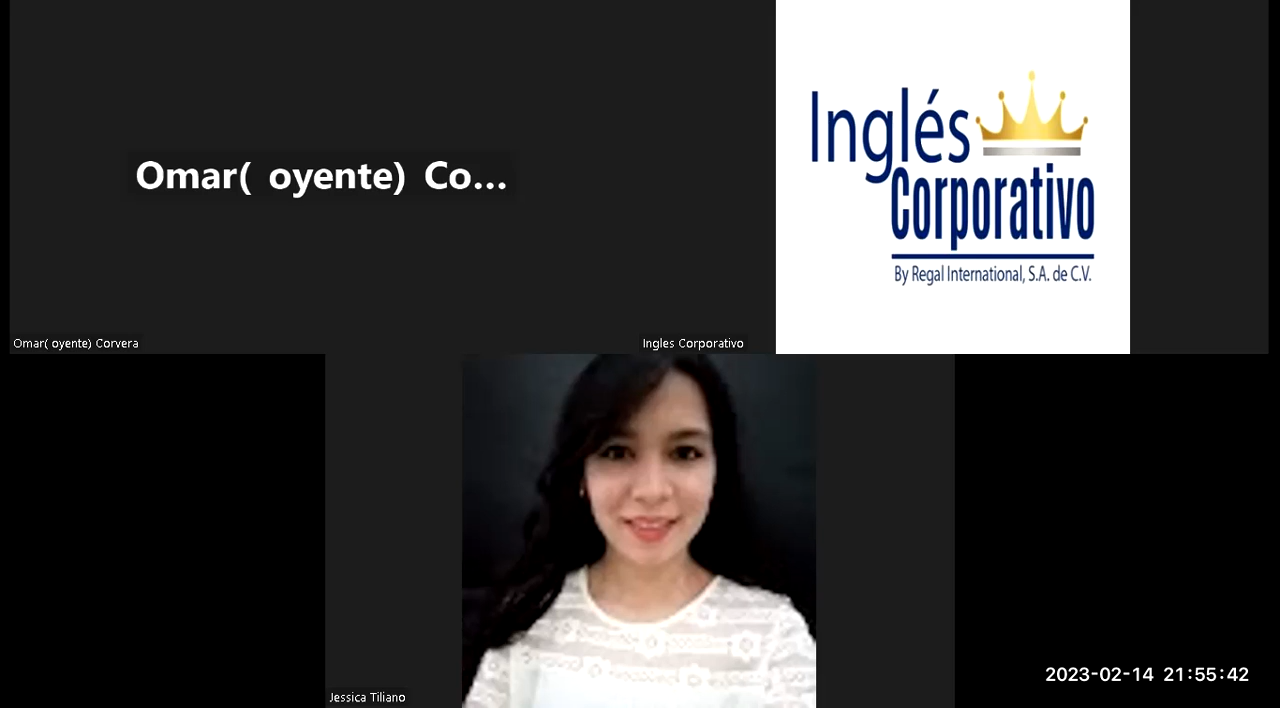 Omar( oyente) Co...
Omar( oyente) Corvera
Inglés
Corporativo
By Regal International, S.A. de C.V.
Ingles Corporativo
Jessica Tiliano
2023-02-14 21:55:42